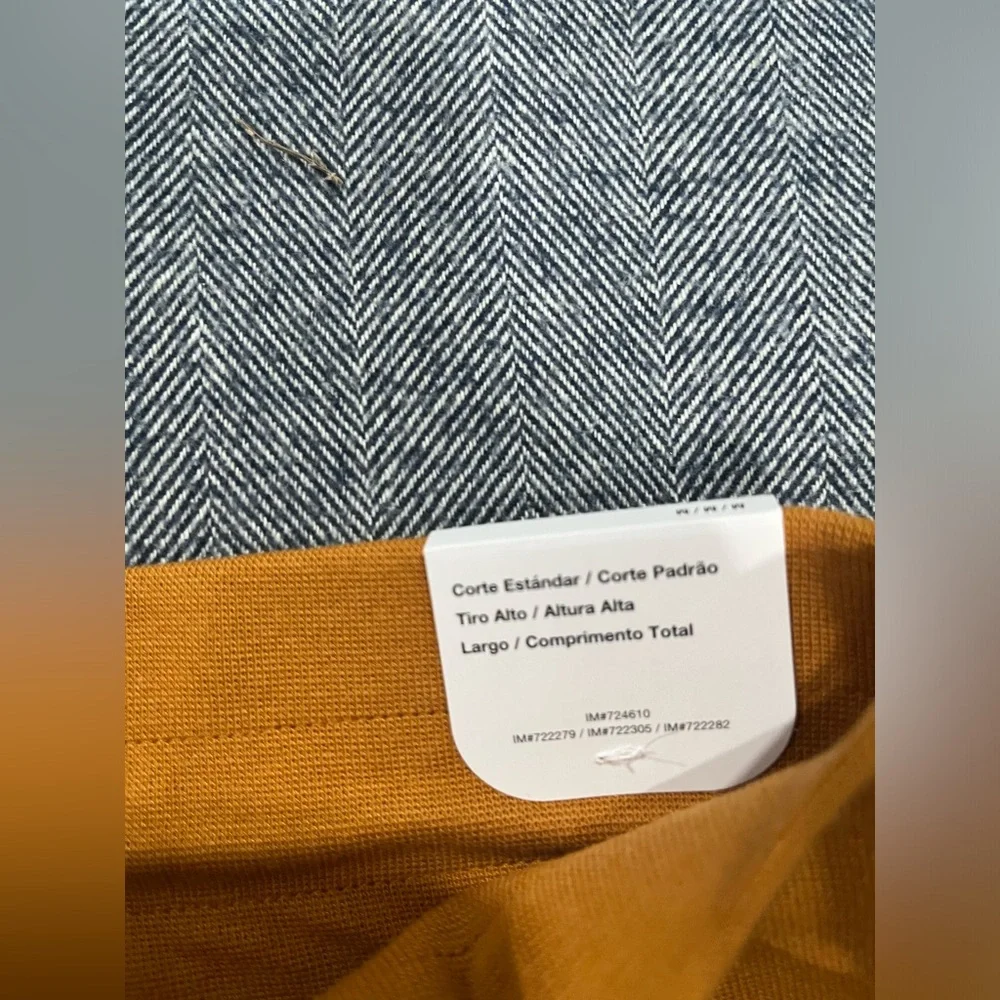 Corte Estándar / Corte Padrão
Tiro Alto / Altura Alta
Largo / Comprimento Total
IM#724610
IM#722279 / IM#722305 / IM#722282